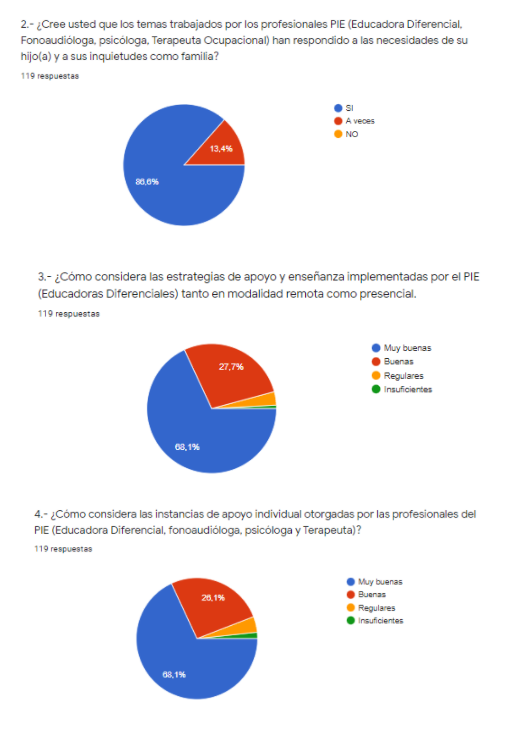 2.- ¿Cree usted que los temas trabajados por los profesionales PIE (Educadora Diferencial,
Fonoaudióloga, psicóloga, Terapeuta Ocupacional) han respondido a las necesidades de su
hijo(a) y a sus inquietudes como familia?
119 respuestas
SI
A veces
NO
13,4%
86,6%
3.- ¿Cómo considera las estrategias de apoyo y enseñanza implementadas por el PIE
(Educadoras Diferenciales) tanto en modalidad remota como presencial.
119 respuestas
Muy buenas
Buenas
Regulares
Insuficientes
27,7%
68,1%
4.- ¿Cómo considera las instancias de apoyo individual otorgadas por las profesionales del
PIE (Educadora Diferencial, fonoaudióloga, psicóloga y Terapeuta)?
119 respuestas
Muy buenas
Buenas
Regulares
Insuficientes
26,1%
68,1%